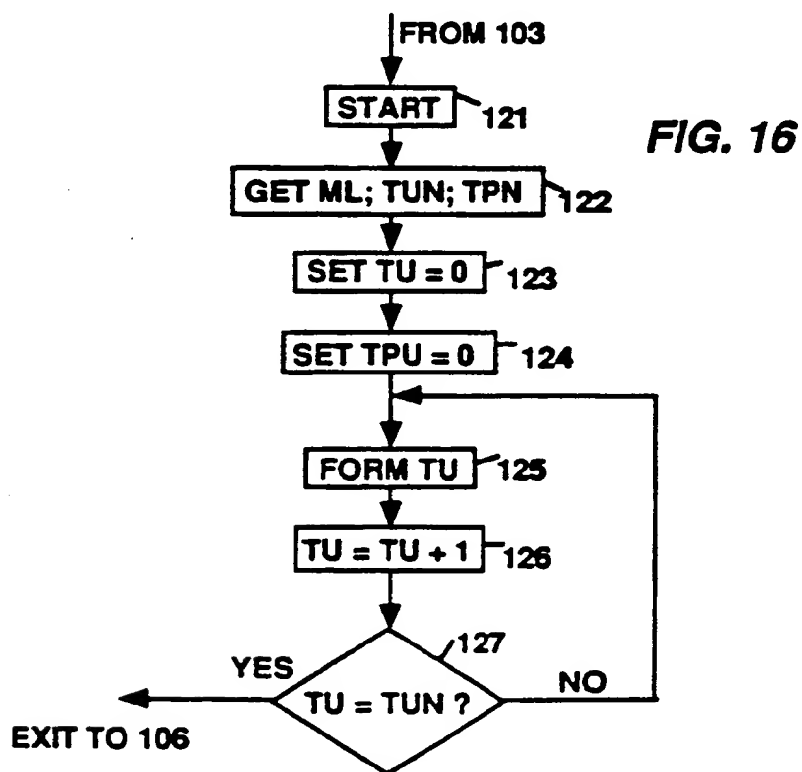 FROM 103
START 121
FIG. 16
GET ML; TUN; TPN 122
SET TU = 0 123
SET TPU = 0 124
FORM TU 125
TU = TU + 1 126
127
YES
TU = TUN ?
NO
EXIT TO 106